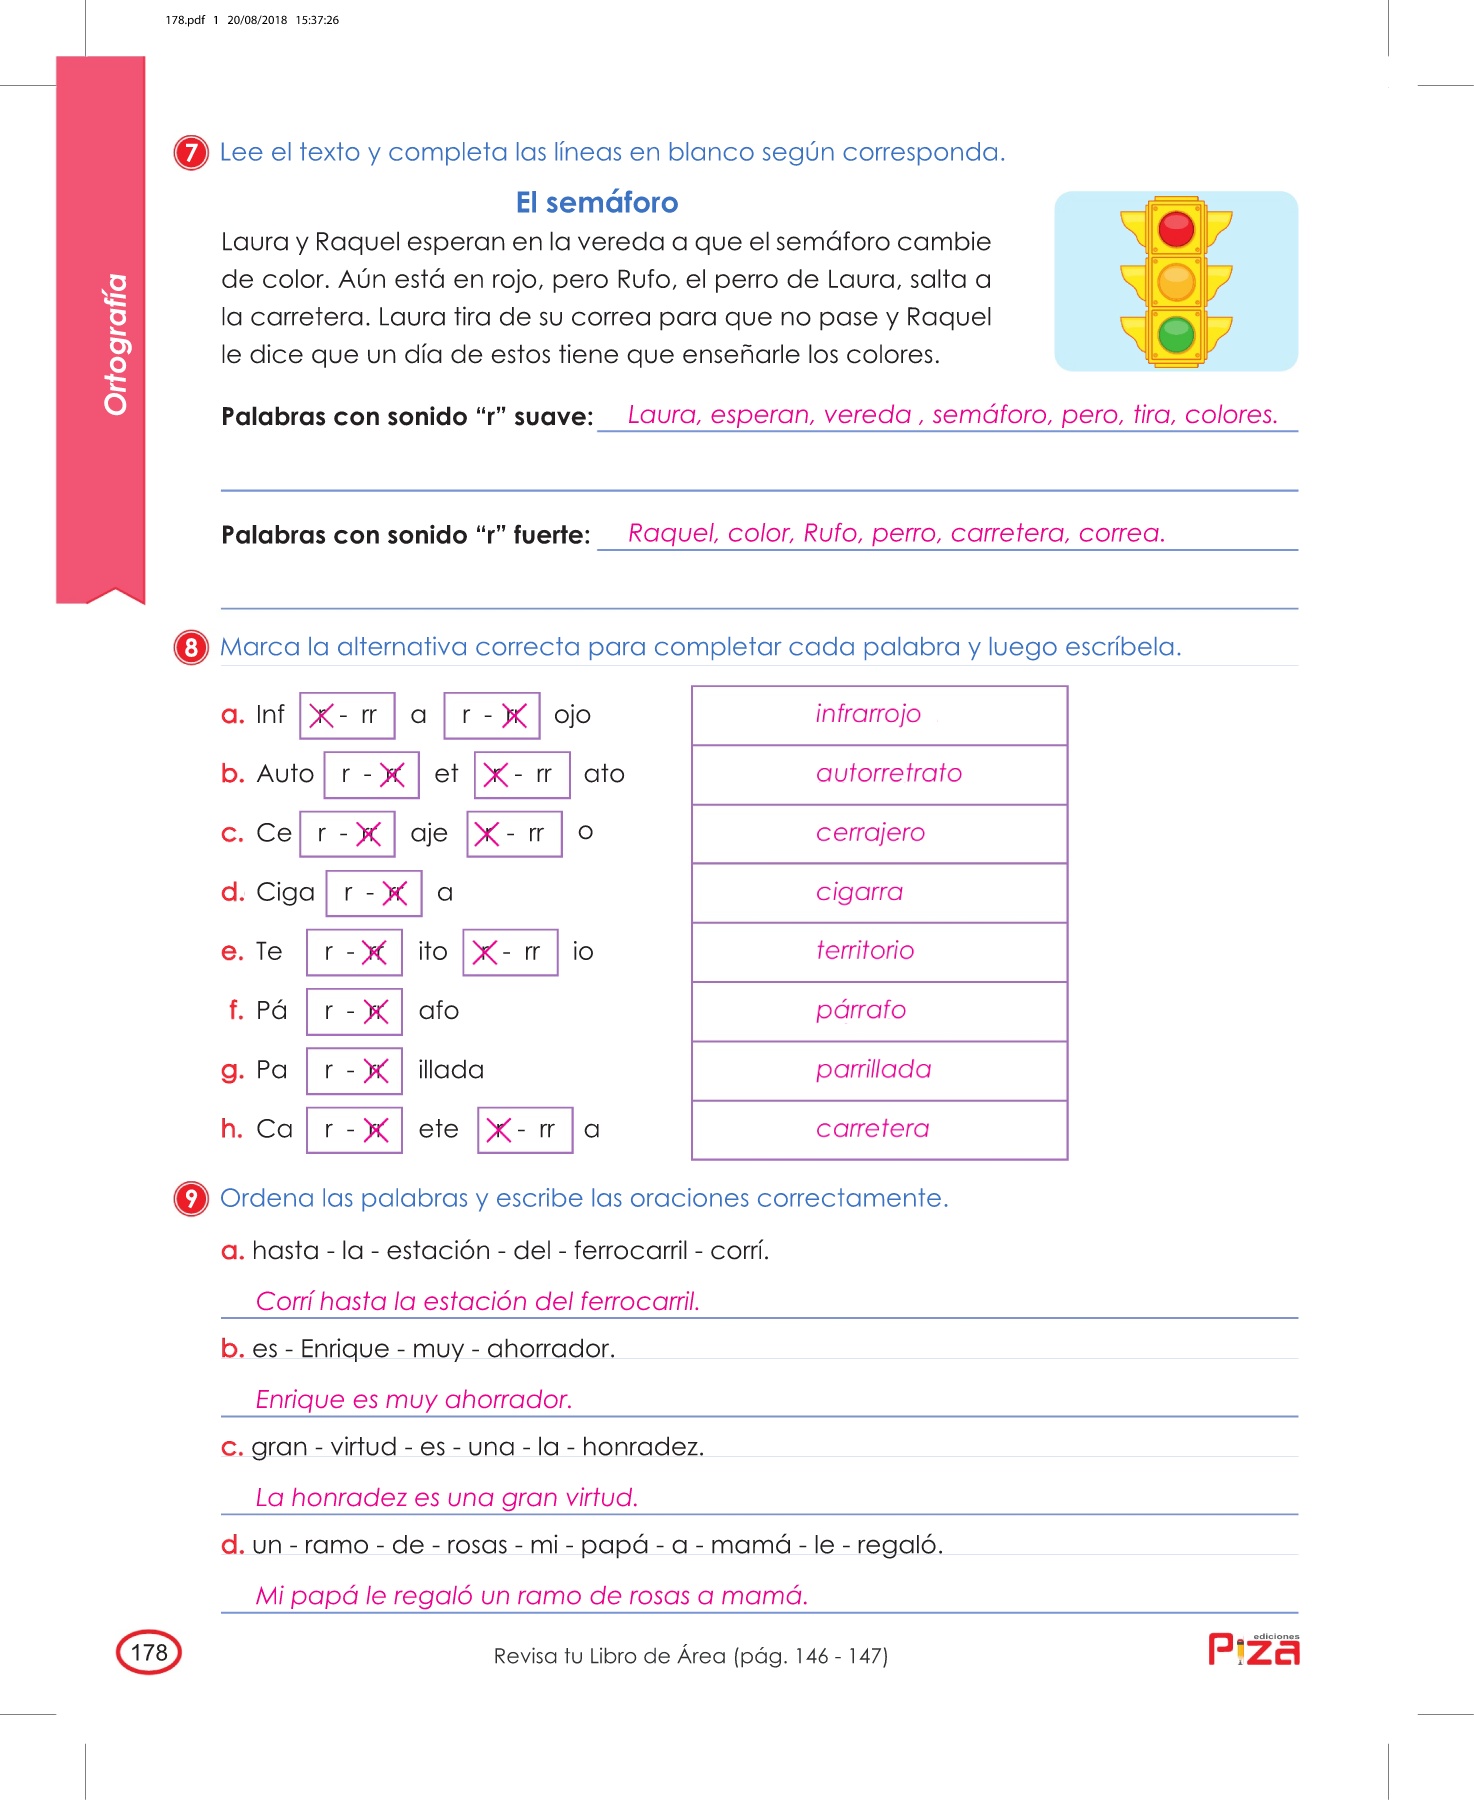 178.pdf 1 20/08/2018 15:37:26
Ortografía
7 Lee el texto y completa las líneas en blanco según corresponda.
El semáforo
Laura y Raquel esperan en la vereda a que el semáforo cambie
de color. Aún está en rojo, pero Rufo, el perro de Laura, salta a
la carretera. Laura tira de su correa para que no pase y Raquel
le dice que un día de estos tiene que enseñarle los colores.
Palabras con sonido “r” suave: Laura, esperan, vereda , semáforo, pero, tira, colores.
Palabras con sonido “r” fuerte: Raquel, color, Rufo, perro, carretera, correa.
8 Marca la alternativa correcta para completar cada palabra y luego escríbela.
a. Inf r - rr a r - rr ojo infrarrojo
b. Auto r - rr et r - rr ato autorretrato
c. Ce r - rr aje r - rr o cerrajero
d. Ciga r - rr a cigarra
e. Te r - rr ito r - rr io territorio
f. Pá r - rr afo párrafo
g. Pa r - rr illada parrillada
h. Ca r - rr ete r - rr a carretera
9 Ordena las palabras y escribe las oraciones correctamente.
a. hasta - la - estación - del - ferrocarril - corrí.
Corrí hasta la estación del ferrocarril.
b. es - Enrique - muy - ahorrador.
Enrique es muy ahorrador.
c. gran - virtud - es - una - la - honradez.
La honradez es una gran virtud.
d. un - ramo - de - rosas - mi - papá - a - mamá - le - regaló.
Mi papá le regaló un ramo de rosas a mamá.
178
Revisa tu Libro de Área (pág. 146 - 147)
ediciones
Piza